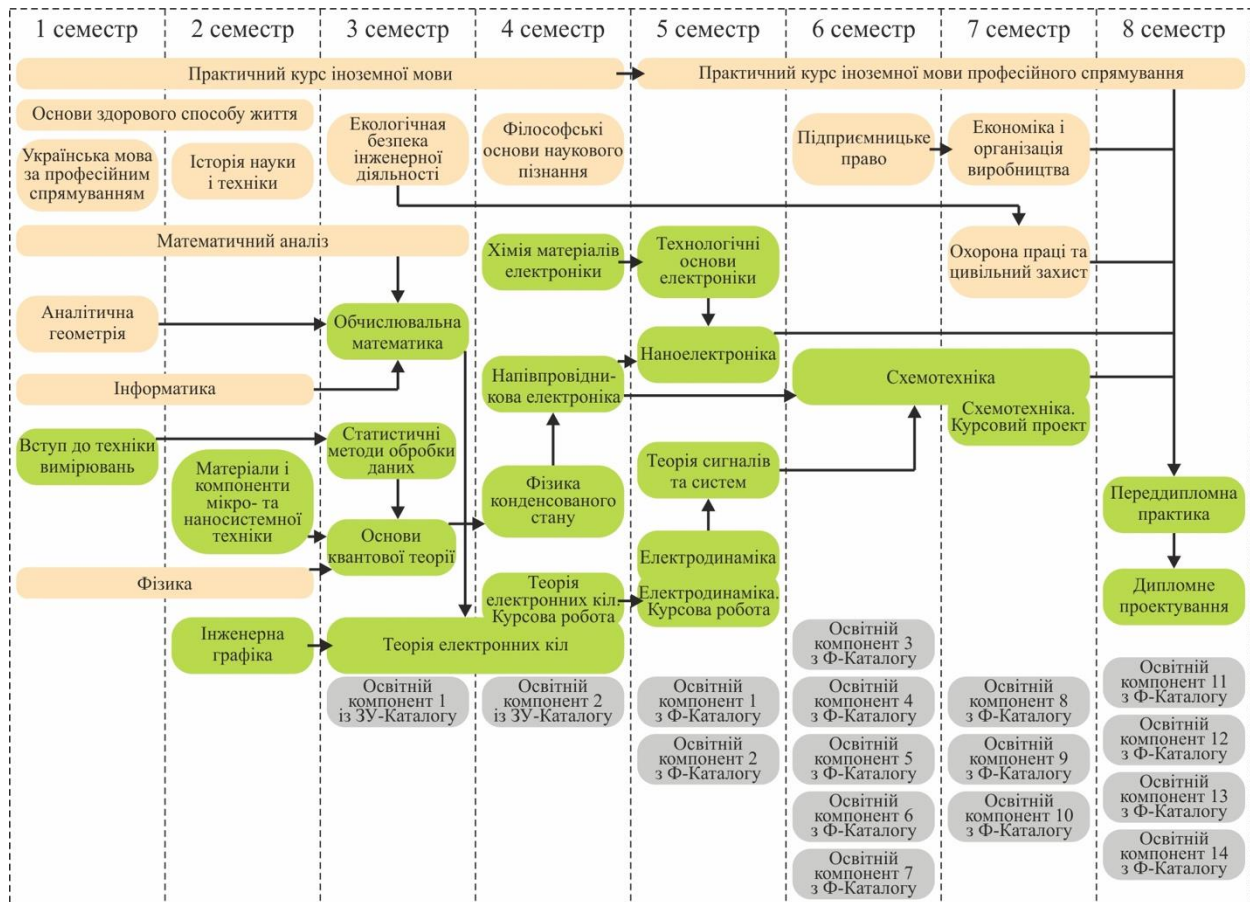 1 семестр
2 семестр
3 семестр
4 семестр
5 семестр
6 семестр
7 семестр
8 семестр
Практичний курс іноземної мови
Практичний курс іноземної мови професійного спрямування
Основи здорового способу життя
Українська мова
за професійним
спрямуванням
Історія науки
і техніки
Екологічная
безпека
інженерної
діяльності
Філософські
основи наукового
пізнання
Підприємницьке
право
Економіка і
організація
виробництва
Математичний аналіз
Хімія матеріалів
електроніки
Технологічні
основи
електроніки
Охорона праці та
цивільний захист
Аналітична
геометрія
Обчислювальна
математика
Наноелектроніка
Інформатика
Напівпровідни-
кова електроніка
Схемотехніка
Схемотехніка.
Курсовий проект
Вступ до техніки
вимірювань
Статистичні
методи обробки
даних
Матеріали і
компоненти
мікро- та
наносистемної
техніки
Фізика
конденсованого
стану
Теорія сигналів
та систем
Переддипломна
практика
Основи
квантової теорії
Електродинаміка
Фізика
Теорія
електронних кіл.
Курсова робота
Електродинаміка.
Курсова робота
Дипломне
проектування
Інженерна
графіка
Теорія електронних кіл
Освітній
компонент 1
із ЗУ-Каталогу
Освітній
компонент 2
із ЗУ-Каталогу
Освітній
компонент 1
з Ф-Каталогу
Освітній
компонент 2
з Ф-Каталогу
Освітній
компонент 3
з Ф-Каталогу
Освітній
компонент 4
з Ф-Каталогу
Освітній
компонент 5
з Ф-Каталогу
Освітній
компонент 6
з Ф-Каталогу
Освітній
компонент 7
з Ф-Каталогу
Освітній
компонент 8
з Ф-Каталогу
Освітній
компонент 9
з Ф-Каталогу
Освітній
компонент 10
з Ф-Каталогу
Освітній
компонент 11
з Ф-Каталогу
Освітній
компонент 12
з Ф-Каталогу
Освітній
компонент 13
з Ф-Каталогу
Освітній
компонент 14
з Ф-Каталогу